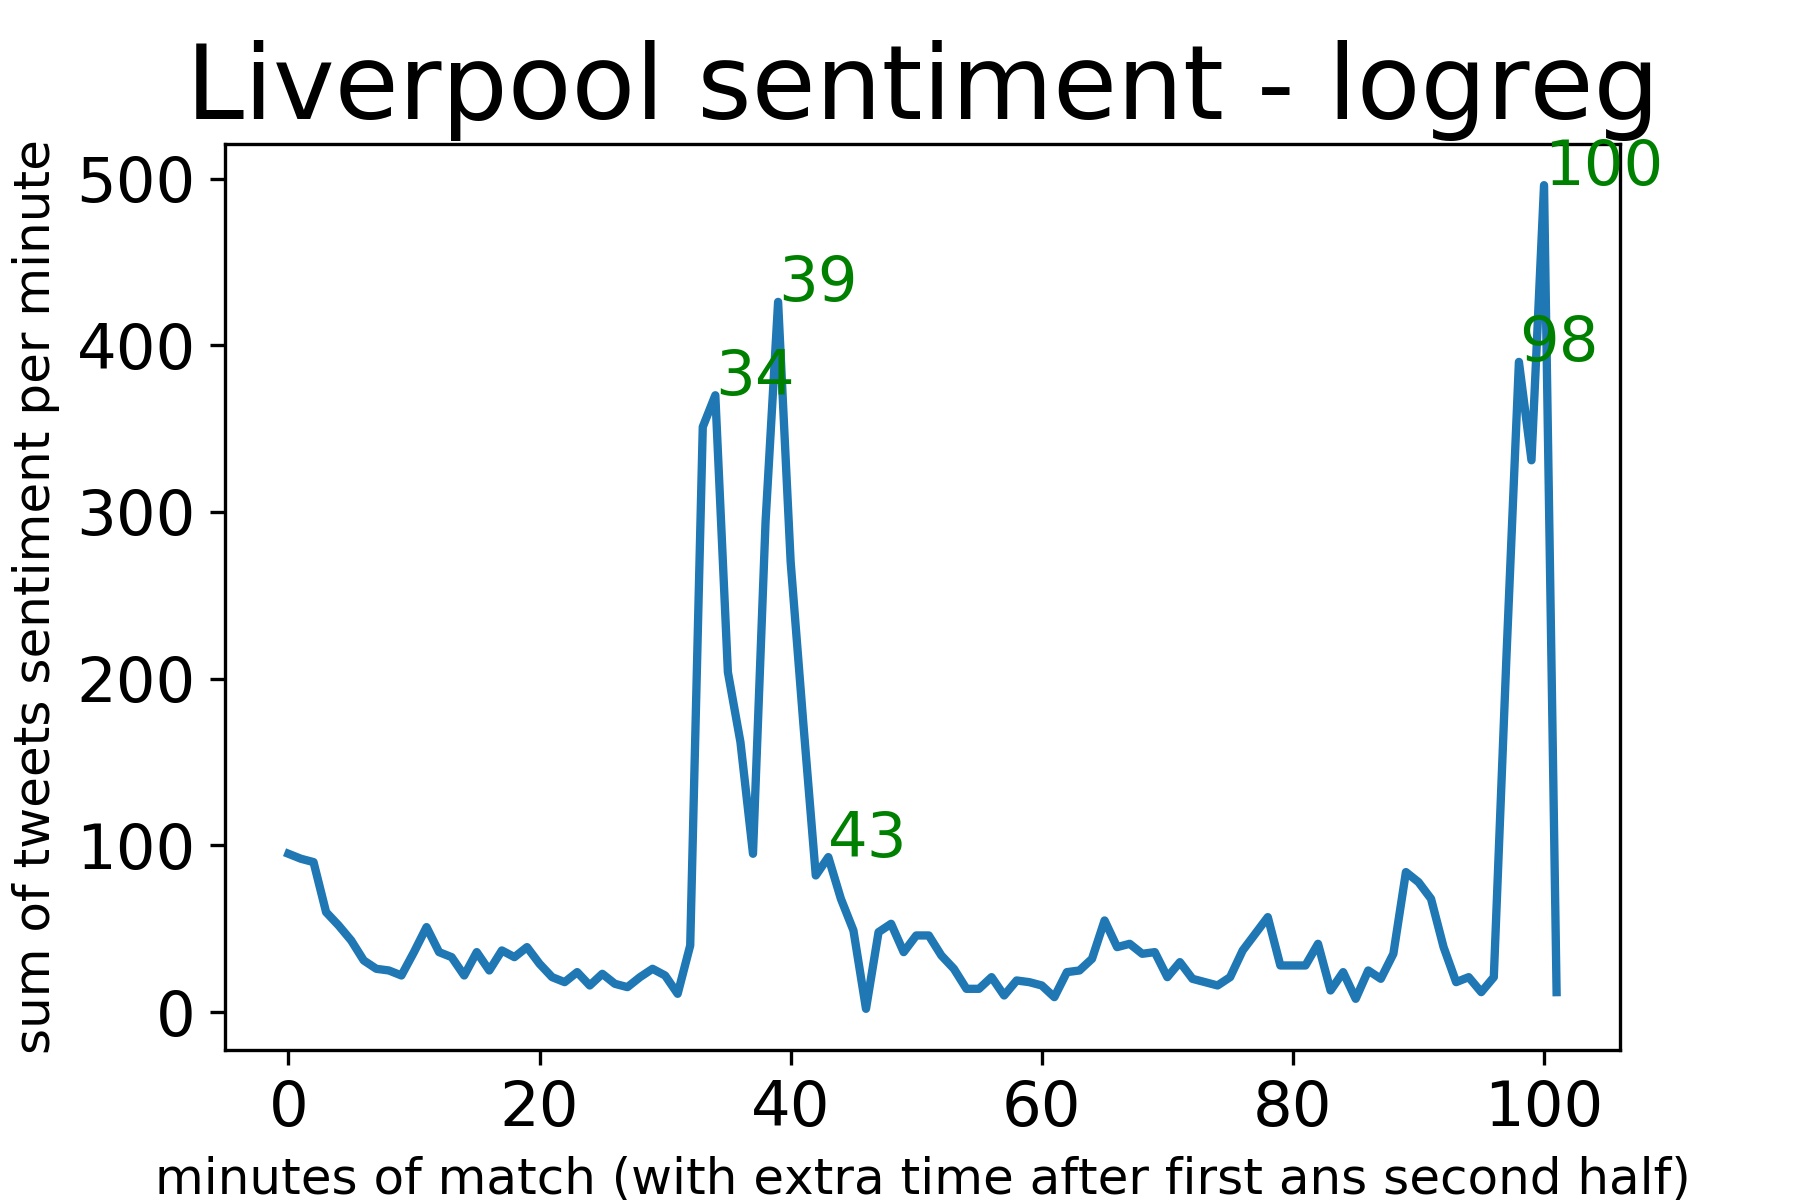 Liverpool sentiment - logreg
sum of tweets sentiment per minute
500
400
300
200
100
0
100
39
98
34
43
0 20 40 60 80 100
minutes of match (with extra time after first ans second half)